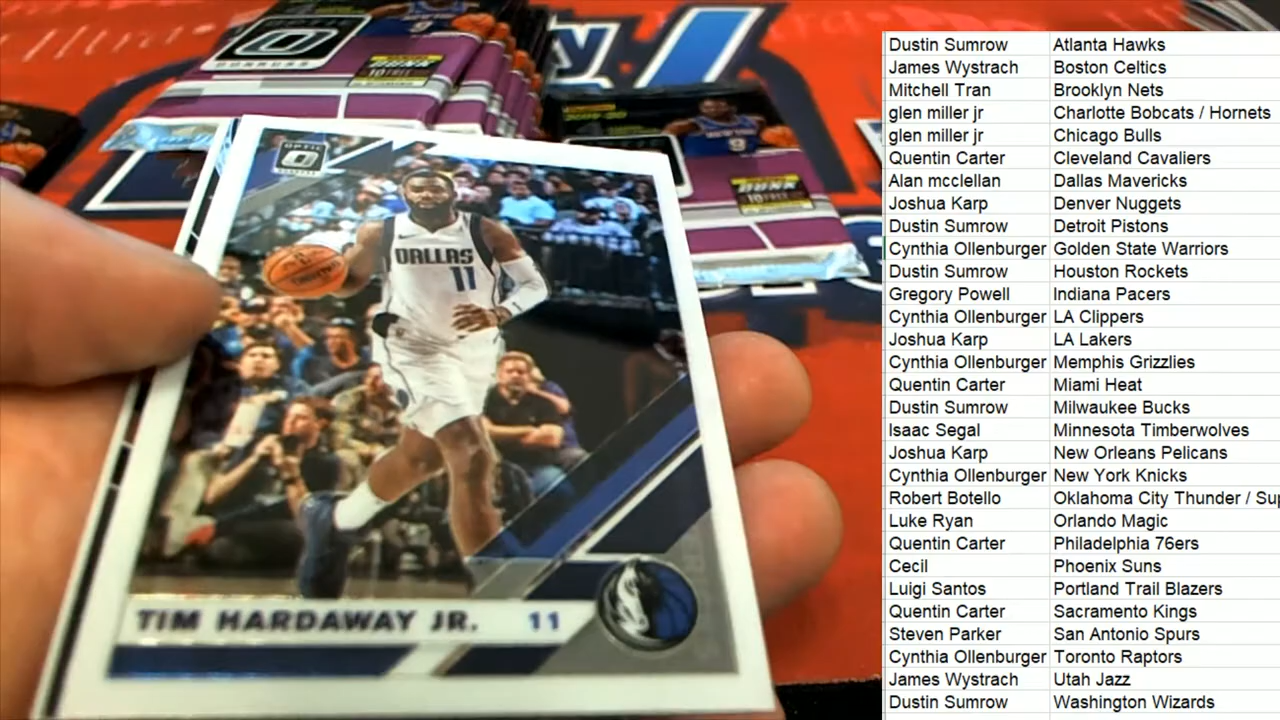 OPTIC
DONRUSS
DALLAS
11
TIM HARDAWAY JR. 11
DONRUSS
Dustin Sumrow Atlanta Hawks
James Wystrach Boston Celtics
Mitchell Tran Brooklyn Nets
glen miller jr Charlotte Bobcats / Hornets
glen miller jr Chicago Bulls
Quentin Carter Cleveland Cavaliers
Alan mcclellan Dallas Mavericks
Joshua Karp Denver Nuggets
Dustin Sumrow Detroit Pistons
Cynthia Ollenburger Golden State Warriors
Dustin Sumrow Houston Rockets
Gregory Powell Indiana Pacers
Cynthia Ollenburger LA Clippers
Joshua Karp LA Lakers
Cynthia Ollenburger Memphis Grizzlies
Quentin Carter Miami Heat
Dustin Sumrow Milwaukee Bucks
Isaac Segal Minnesota Timberwolves
Joshua Karp New Orleans Pelicans
Cynthia Ollenburger New York Knicks
Robert Botello Oklahoma City Thunder / Sup
Luke Ryan Orlando Magic
Quentin Carter Philadelphia 76ers
Cecil Phoenix Suns
Luigi Santos Portland Trail Blazers
Quentin Carter Sacramento Kings
Steven Parker San Antonio Spurs
Cynthia Ollenburger Toronto Raptors
James Wystrach Utah Jazz
Dustin Sumrow Washington Wizards